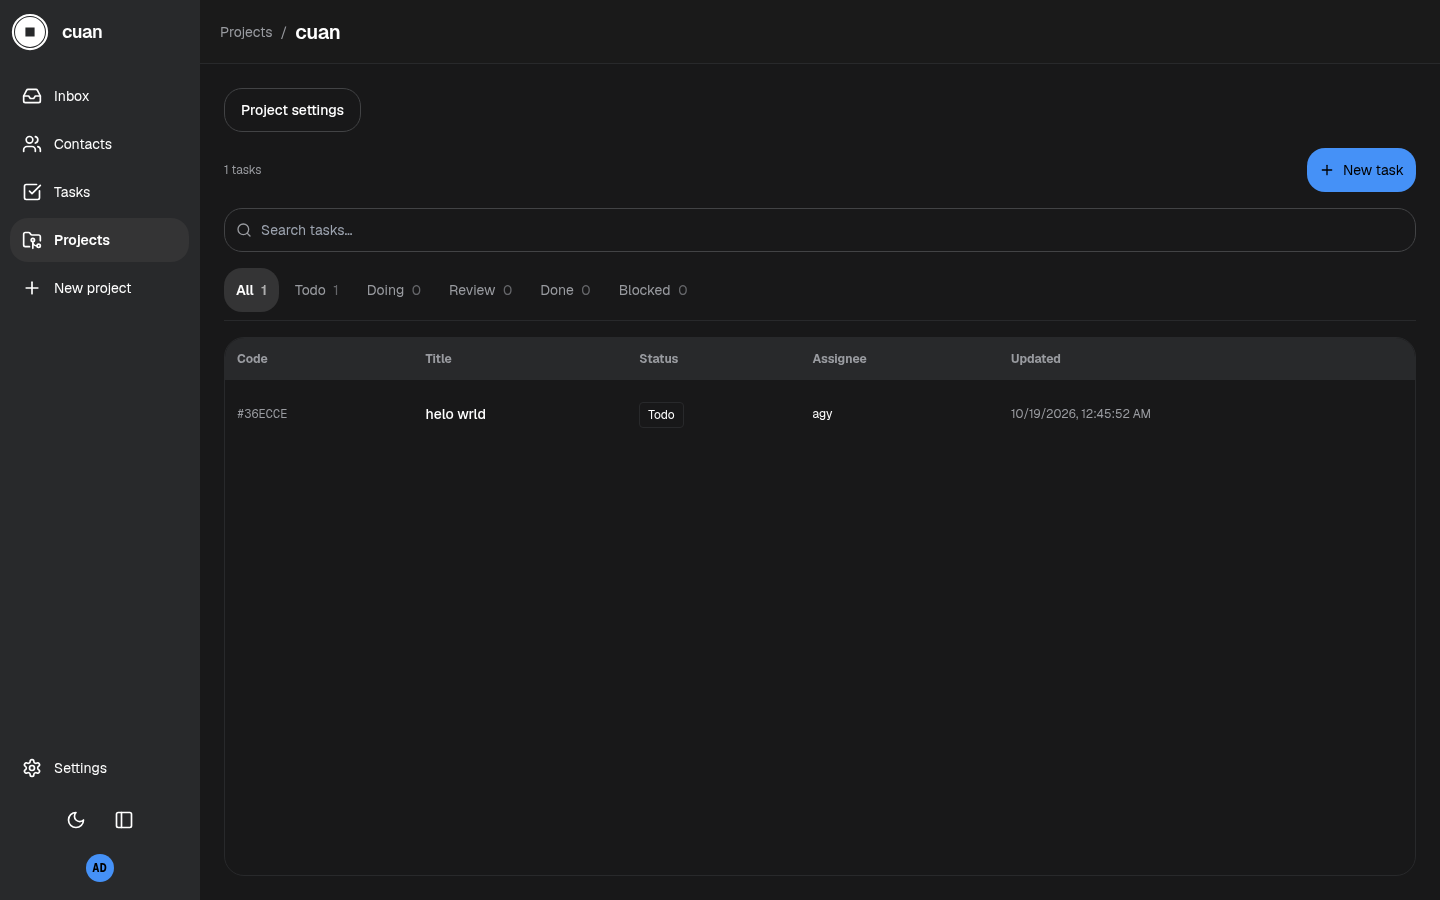 cuan
Inbox
Contacts
Tasks
Projects
New project
Settings
AD
Projects / cuan
Project settings
1 tasks
New task
Search tasks...
All 1 Todo 1 Doing 0 Review 0 Done 0 Blocked 0
Code Title Status Assignee Updated
#36ECCE helo wrld Todo agy 10/19/2026, 12:45:52 AM